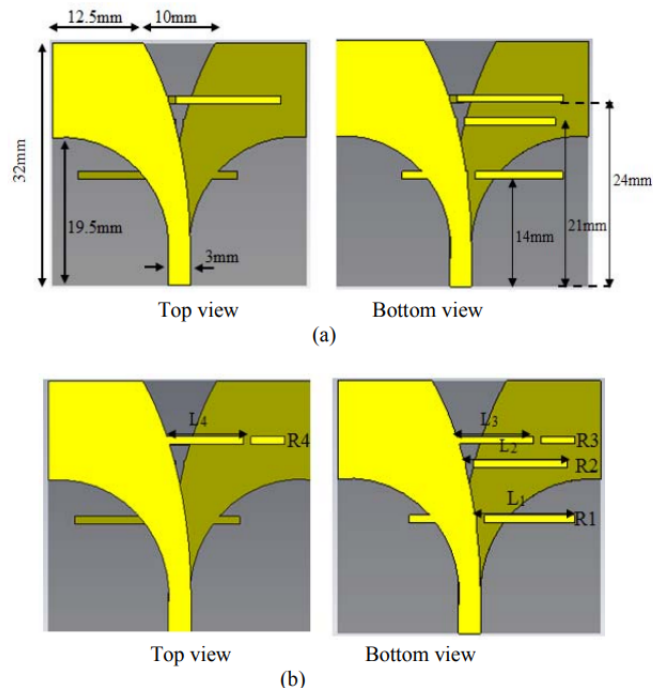 12.5mm 10mm
32mm
19.5mm
3mm
24mm
21mm
14mm
Top view Bottom view
(a)
L4 R4
L3 R3
L2 R2
L1 R1
Top view Bottom view
(b)